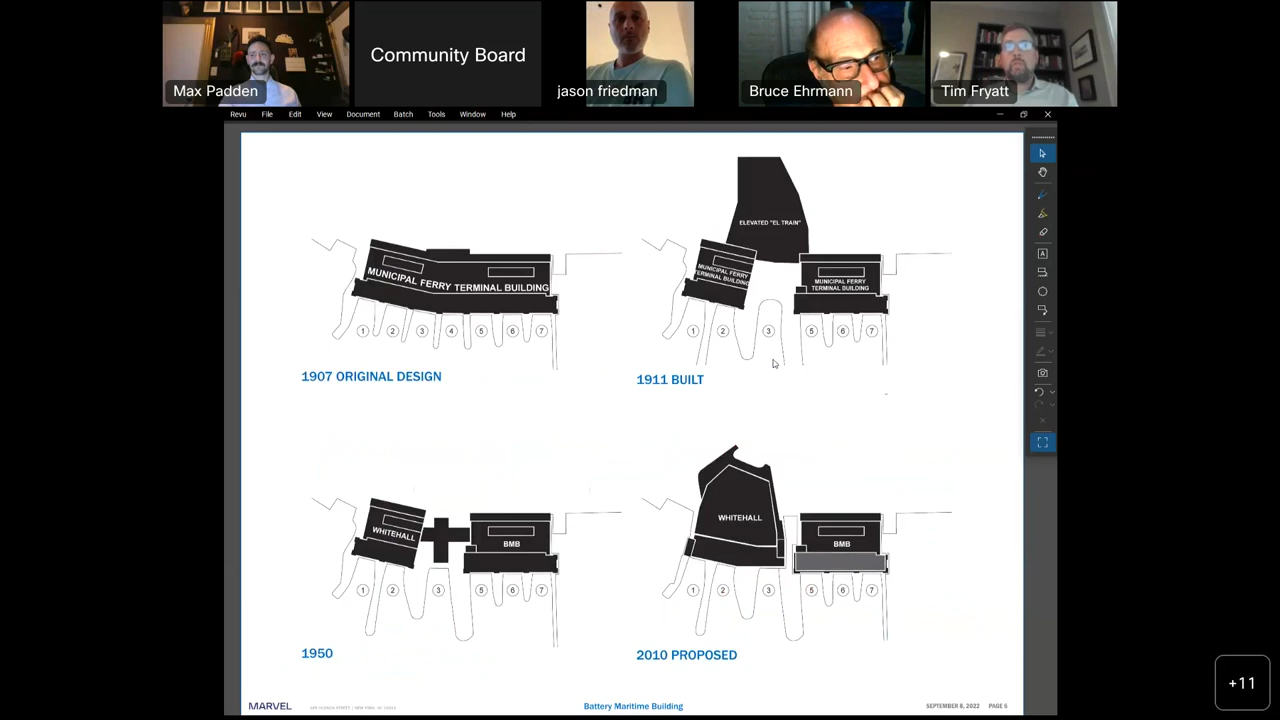 Community Board
Max Padden
jason friedman
Bruce Ehrmann
Tim Fryatt
Revu File Edit View Document Batch Tools Window Help
ELEVATED "EL TRAIN"
MUNICIPAL FERRY TERMINAL BUILDING
MUNICIPAL FERRY
TERMINAL BUILDING
MUNICIPAL FERRY
TERMINAL BUILDING
1 2 3 4 5 6 7
1 2 3 5 6 7
1907 ORIGINAL DESIGN
1911 BUILT
WHITEHALL
BMB
WHITEHALL
BMB
1 2 3 5 6 7
1 2 3 5 6 7
1950
2010 PROPOSED
MARVEL
Battery Maritime Building
SEPTEMBER 8, 2022 PAGE 6
+11